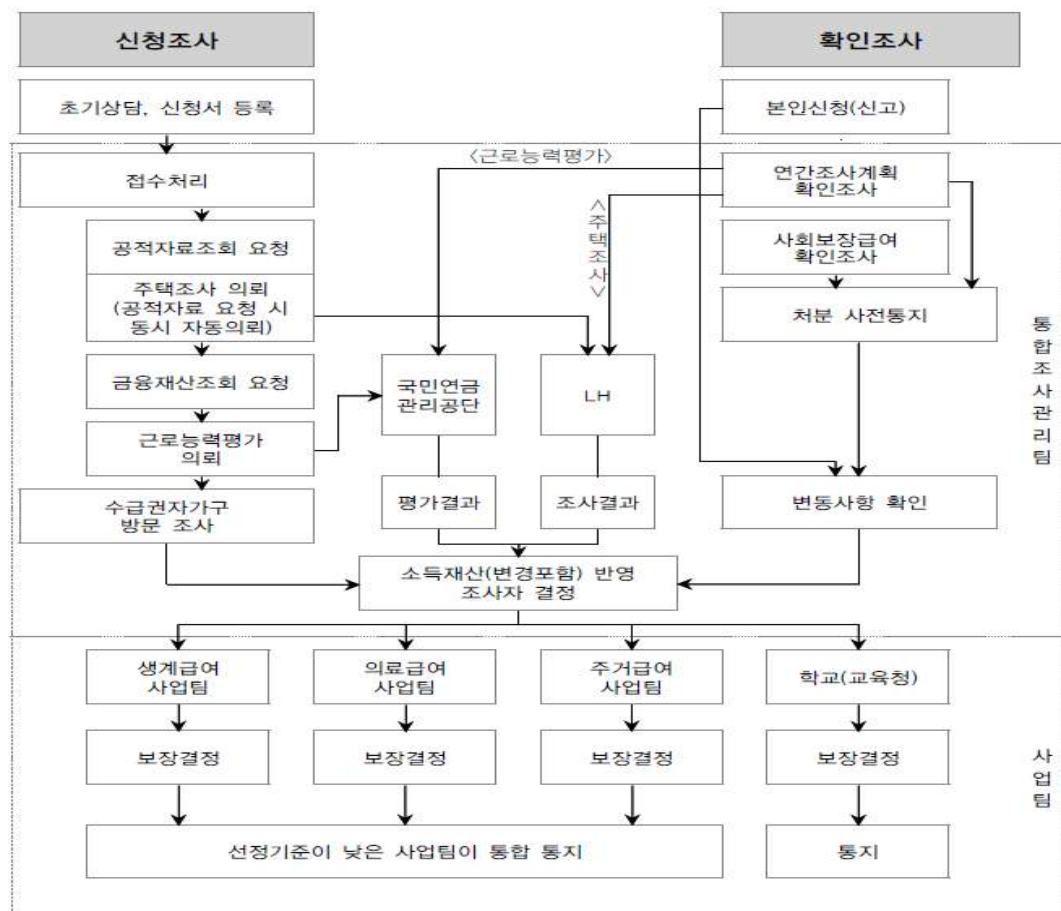 신청조사
확인조사
초기상담, 신청서 등록
본인신청(신고)
<근로능력평가>
접수처리
연간조사계획
확인조사
<주택조사>
공적자료조회 요청
사회보장급여
확인조사
주택조사 의뢰
(공적자료 요청 시
동시 자동의뢰)
처분 사전통지
통합조사관리팀
금융재산조회 요청
국민연금
관리공단
LH
근로능력평가
의뢰
수급권자가구
방문 조사
평가결과
조사결과
변동사항 확인
소득재산(변경포함) 반영
조사자 결정
생계급여
사업팀
의료급여
사업팀
주거급여
사업팀
학교(교육청)
보장결정
보장결정
보장결정
보장결정
사업팀
선정기준이 낮은 사업팀이 통합 통지
통지